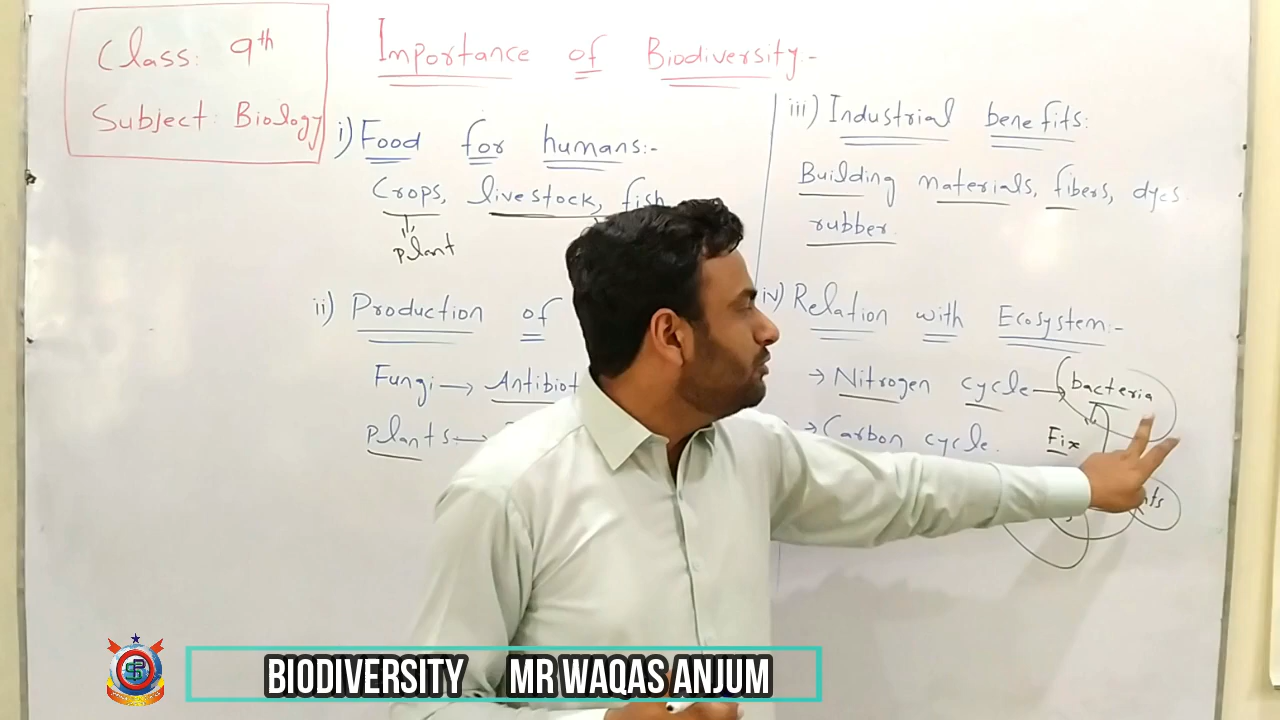 Class: 9th
Subject: Biology
Importance of Biodiversity:-
i) Food for humans:-
Crops, livestock, fish
plant
ii) Production of
Fungi → Antibiot
Plants →
iii) Industrial benefits:
Building materials, fibers, dyes
rubber
iv) Relation with Ecosystem:-
→ Nitrogen cycle → bacteria
→ Carbon cycle. Fix
BIODIVERSITY MR WAQAS ANJUM